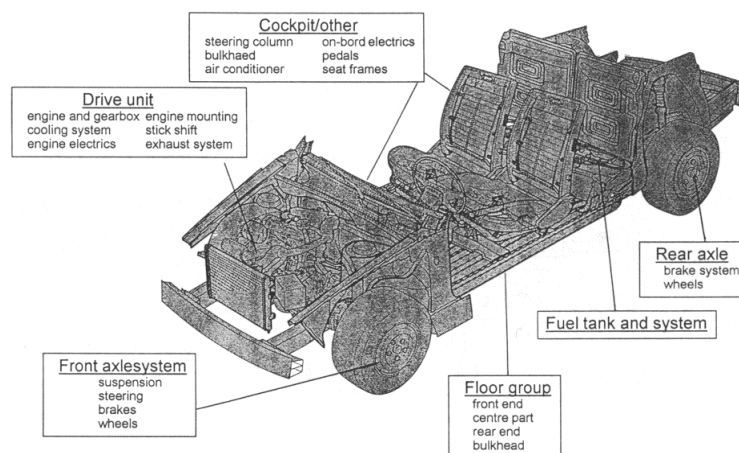 Cockpit/other
steering column on-bord electrics
bulkhaed pedals
air conditioner seat frames
Drive unit
engine and gearbox engine mounting
cooling system stick shift
engine electrics exhaust system
Rear axle
brake system
wheels
Fuel tank and system
Front axlesystem
suspension
steering
brakes
wheels
Floor group
front end
centre part
rear end
bulkhead